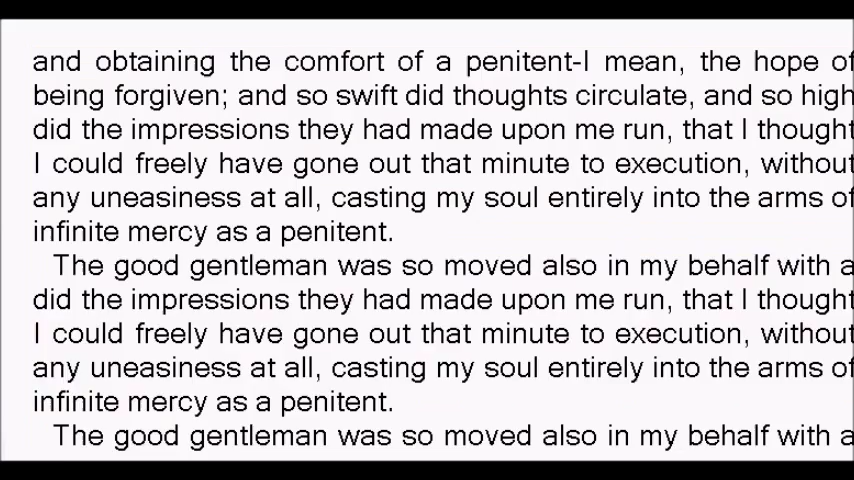 and obtaining the comfort of a penitent-I mean, the hope of
being forgiven; and so swift did thoughts circulate, and so high
did the impressions they had made upon me run, that I thought
I could freely have gone out that minute to execution, without
any uneasiness at all, casting my soul entirely into the arms of
infinite mercy as a penitent.
The good gentleman was so moved also in my behalf with a
did the impressions they had made upon me run, that I thought
I could freely have gone out that minute to execution, without
any uneasiness at all, casting my soul entirely into the arms of
infinite mercy as a penitent.
The good gentleman was so moved also in my behalf with a